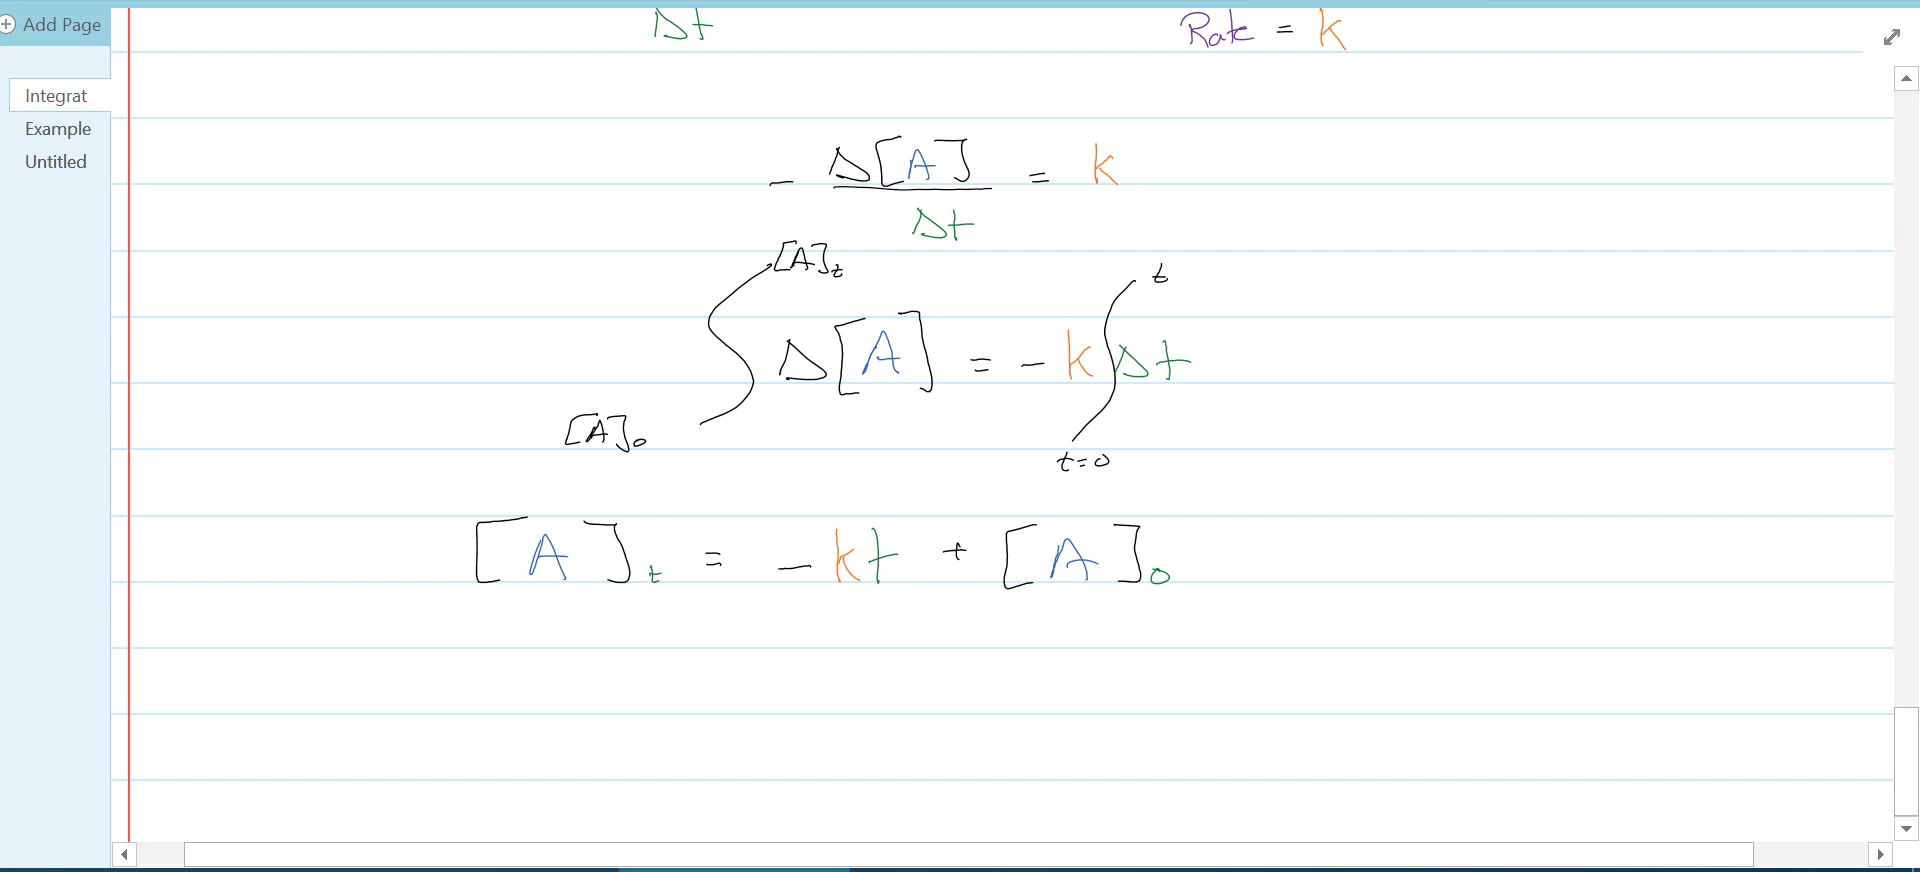 Add Page
Integrat
Example
Untitled
Δt
Rate = k
- Δ[A] / Δt = k
[A]t
t
Δ[A] = - k ∫ Δt
[A]0
t=0
[A]t = - kt + [A]0